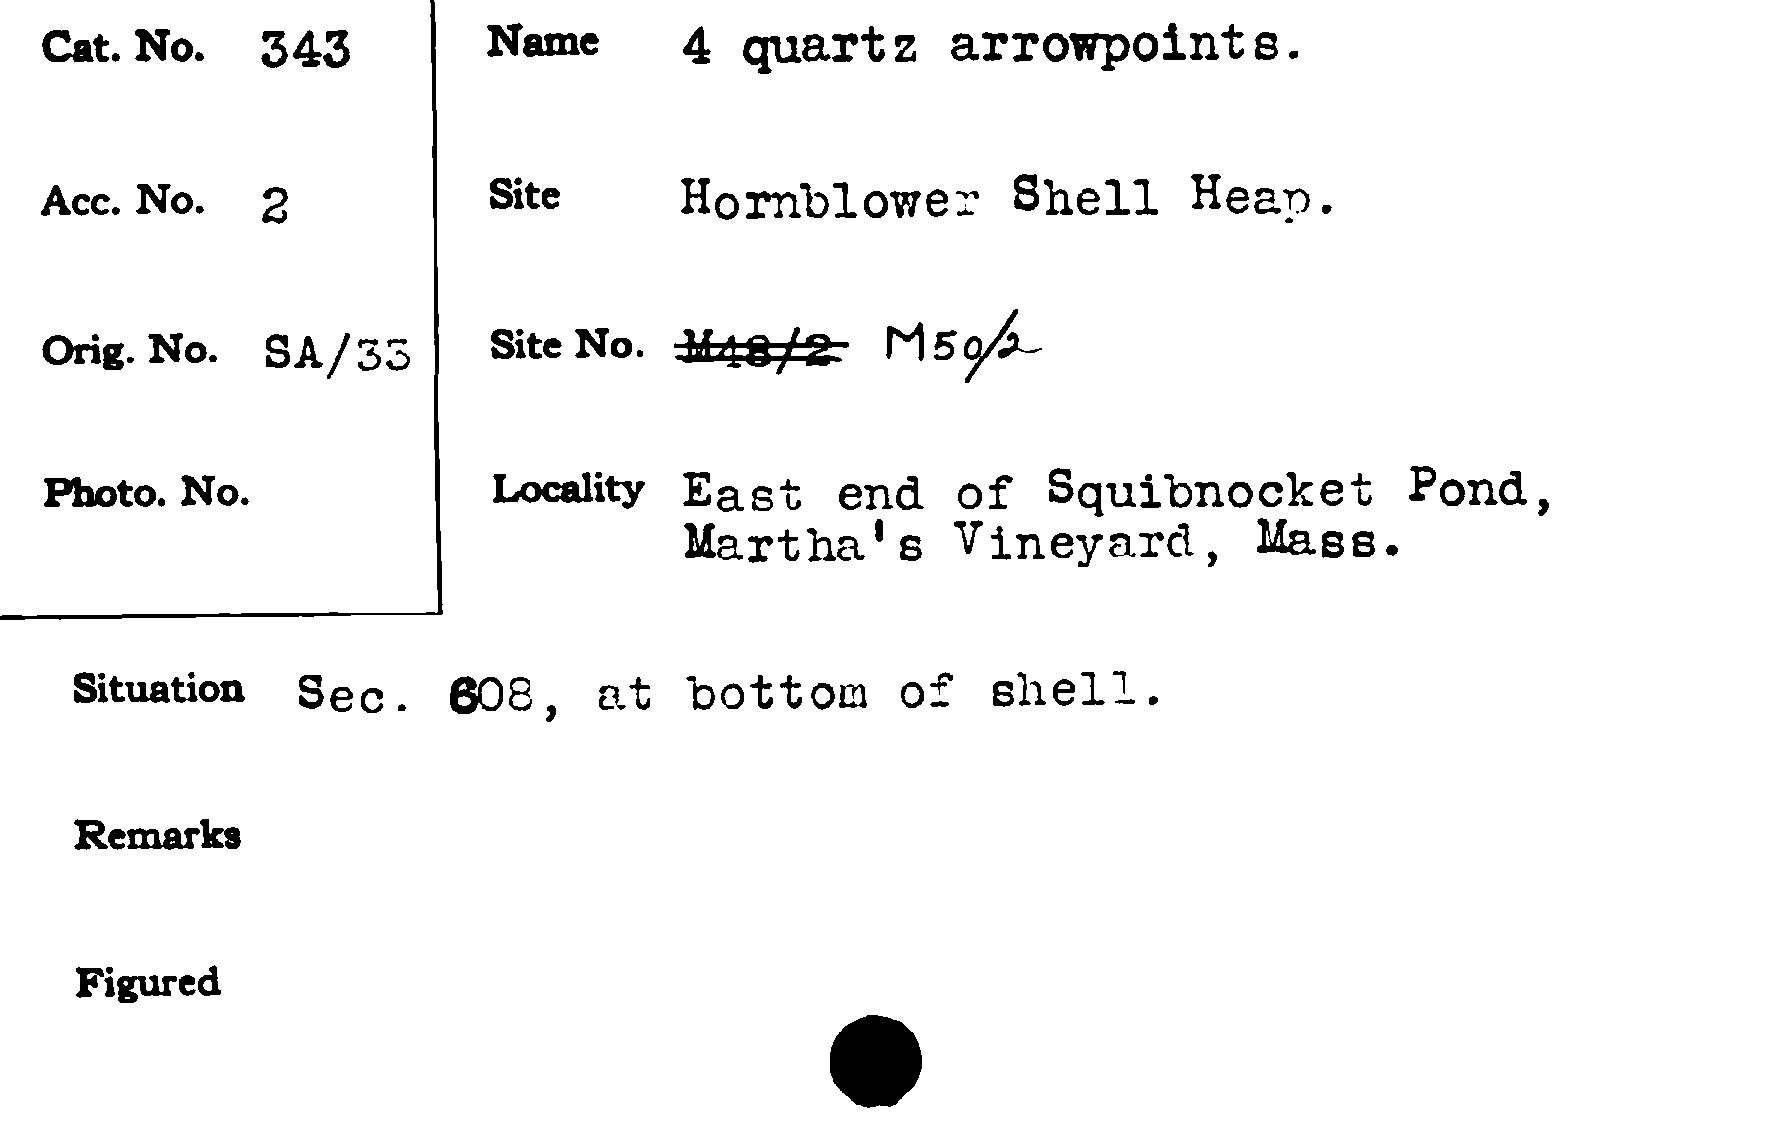 Cat. No. 343
Name 4 quartz arrowpoints.
Acc. No. 2
Site Hornblower Shell Heap.
Orig. No. SA/33
Site No. M48/2 M50/2
Photo. No.
Locality East end of Squibnocket Pond,
Martha's Vineyard, Mass.
Situation Sec. 608, at bottom of shell.
Remarks
Figured